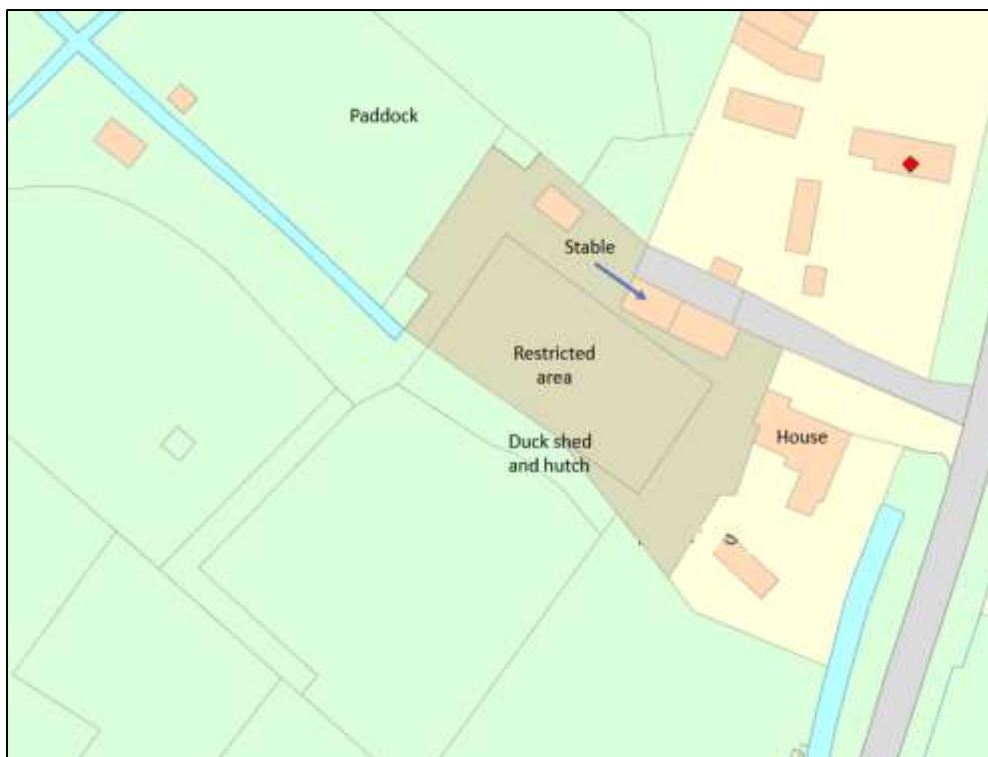 Paddock
Stable
Restricted
area
Duck shed
and hutch
House